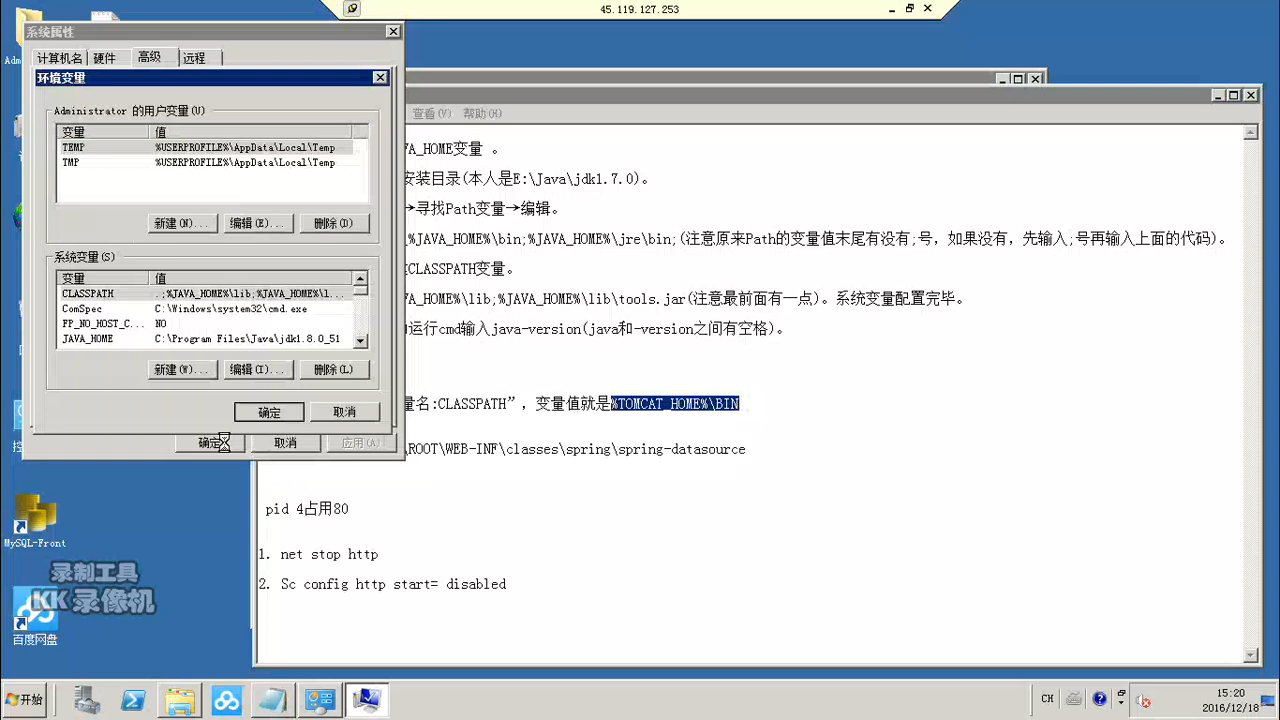 45.119.127.253
系统属性
计算机名 硬件 高级 远程
环境变量
Administrator 的用户变量(U)
变量 值
TEMP %USERPROFILE%\AppData\Local\Temp
TMP %USERPROFILE%\AppData\Local\Temp
新建(N)... 编辑(E)... 删除(D)
系统变量(S)
变量 值
CLASSPATH .;%JAVA_HOME%\lib;%JAVA_HOME%\l...
ComSpec C:\Windows\system32\cmd.exe
FP_NO_HOST_C... NO
JAVA_HOME C:\Program Files\Java\jdk1.8.0_51
新建(W)... 编辑(I)... 删除(L)
确定 取消
确定 取消 应用(A)
查看(V) 帮助(H)
VA_HOME变量 。
安装目录(本人是E:\Java\jdk1.7.0)。
→寻找Path变量→编辑。
%JAVA_HOME%\bin;%JAVA_HOME%\jre\bin;(注意原来Path的变量值末尾有没有;号，如果没有，先输入;号再输入上面的代码)。
CLASSPATH变量。
VA_HOME%\lib;%JAVA_HOME%\lib\tools.jar(注意最前面有一点)。系统变量配置完毕。
运行cmd输入java-version(java和-version之间有空格)。
量名:CLASSPATH”，变量值就是%TOMCAT_HOME%\BIN
\ROOT\WEB-INF\classes\spring\spring-datasource
pid 4占用80
1. net stop http
2. Sc config http start= disabled
MySQL-Front
录制工具
KK录像机
百度网盘
开始
CH
15:20
2016/12/18